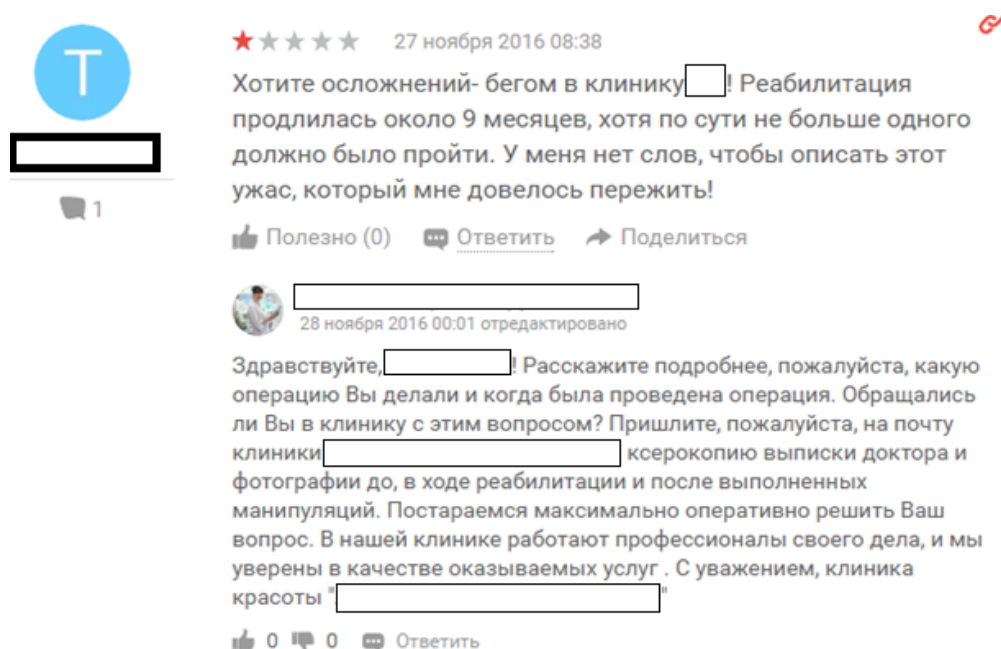 Т
1
27 ноября 2016 08:38
Хотите осложнений- бегом в клинику ! Реабилитация
продлилась около 9 месяцев, хотя по сути не больше одного
должно было пройти. У меня нет слов, чтобы описать этот
ужас, который мне довелось пережить!
Полезно (0) Ответить Поделиться
28 ноября 2016 00:01 отредактировано
Здравствуйте, ! Расскажите подробнее, пожалуйста, какую
операцию Вы делали и когда была проведена операция. Обращались
ли Вы в клинику с этим вопросом? Пришлите, пожалуйста, на почту
клиники ксерокопию выписки доктора и
фотографии до, в ходе реабилитации и после выполненных
манипуляций. Постараемся максимально оперативно решить Ваш
вопрос. В нашей клинике работают профессионалы своего дела, и мы
уверены в качестве оказываемых услуг . С уважением, клиника
красоты " "
0 0 Ответить